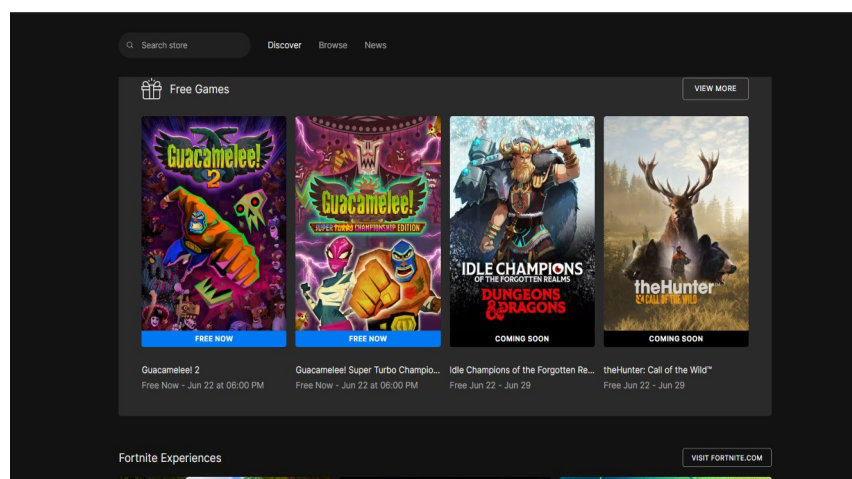 Search store
Discover
Browse
News
Free Games
VIEW MORE
Guacamelee!
2
Guacamelee!
SUPER TURBO CHAMPIONSHIP EDITION
IDLE CHAMPIONS
OF THE FORGOTTEN REALMS
DUNGEONS
& DRAGONS
theHunter™
CALL OF THE WILD
FREE NOW
FREE NOW
COMING SOON
COMING SOON
Guacamelee! 2
Guacamelee! Super Turbo Champio...
Idle Champions of the Forgotten Re...
theHunter: Call of the Wild™
Free Now - Jun 22 at 06:00 PM
Free Now - Jun 22 at 06:00 PM
Free Jun 22 - Jun 29
Free Jun 22 - Jun 29
Fortnite Experiences
VISIT FORTNITE.COM